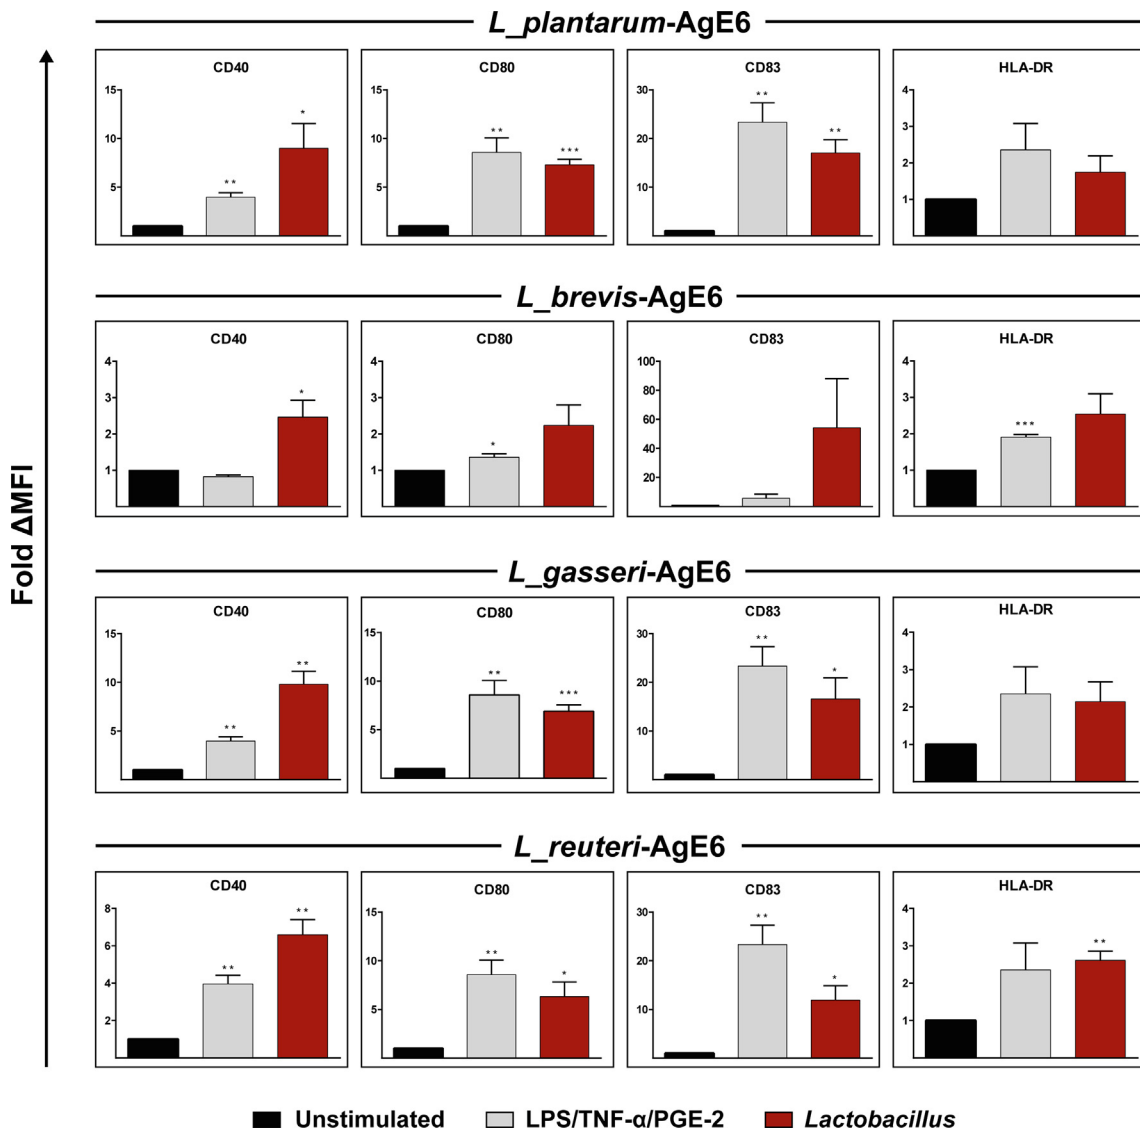 L_plantarum-AgE6
CD40
CD80
CD83
HLA-DR
15
10
5
* *
*
15
10
5
* *
* * *
30
20
10
* *
* *
4
3
2
1
L_brevis-AgE6
CD40
CD80
CD83
HLA-DR
4
3
2
1
*
4
3
2
1
*
100
80
60
40
20
4
3
2
1
* * *
L_gasseri-AgE6
CD40
CD80
CD83
HLA-DR
15
10
5
* *
* *
15
10
5
* *
* * *
30
20
10
* *
*
4
3
2
1
L_reuteri-AgE6
CD40
CD80
CD83
HLA-DR
8
6
4
2
* *
* *
15
10
5
* *
*
30
20
10
* *
*
4
3
2
1
* *
Fold ΔMFI
Unstimulated
LPS/TNF-α/PGE-2
Lactobacillus